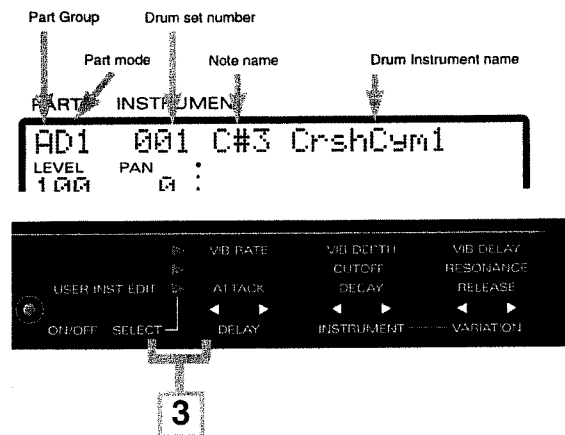 Part Group Drum set number
Part mode Note name Drum Instrument name
PART INSTRUMEN
AD1 001 C#3 CrshCym1
LEVEL PAN
100 0 :
VIB RATE VIB DEPTH VIB DELAY
CUTOFF RESONANCE
USER INST EDIT ATTACK DECAY RELEASE
ON/OFF SELECT DELAY INSTRUMENT VARIATION
3